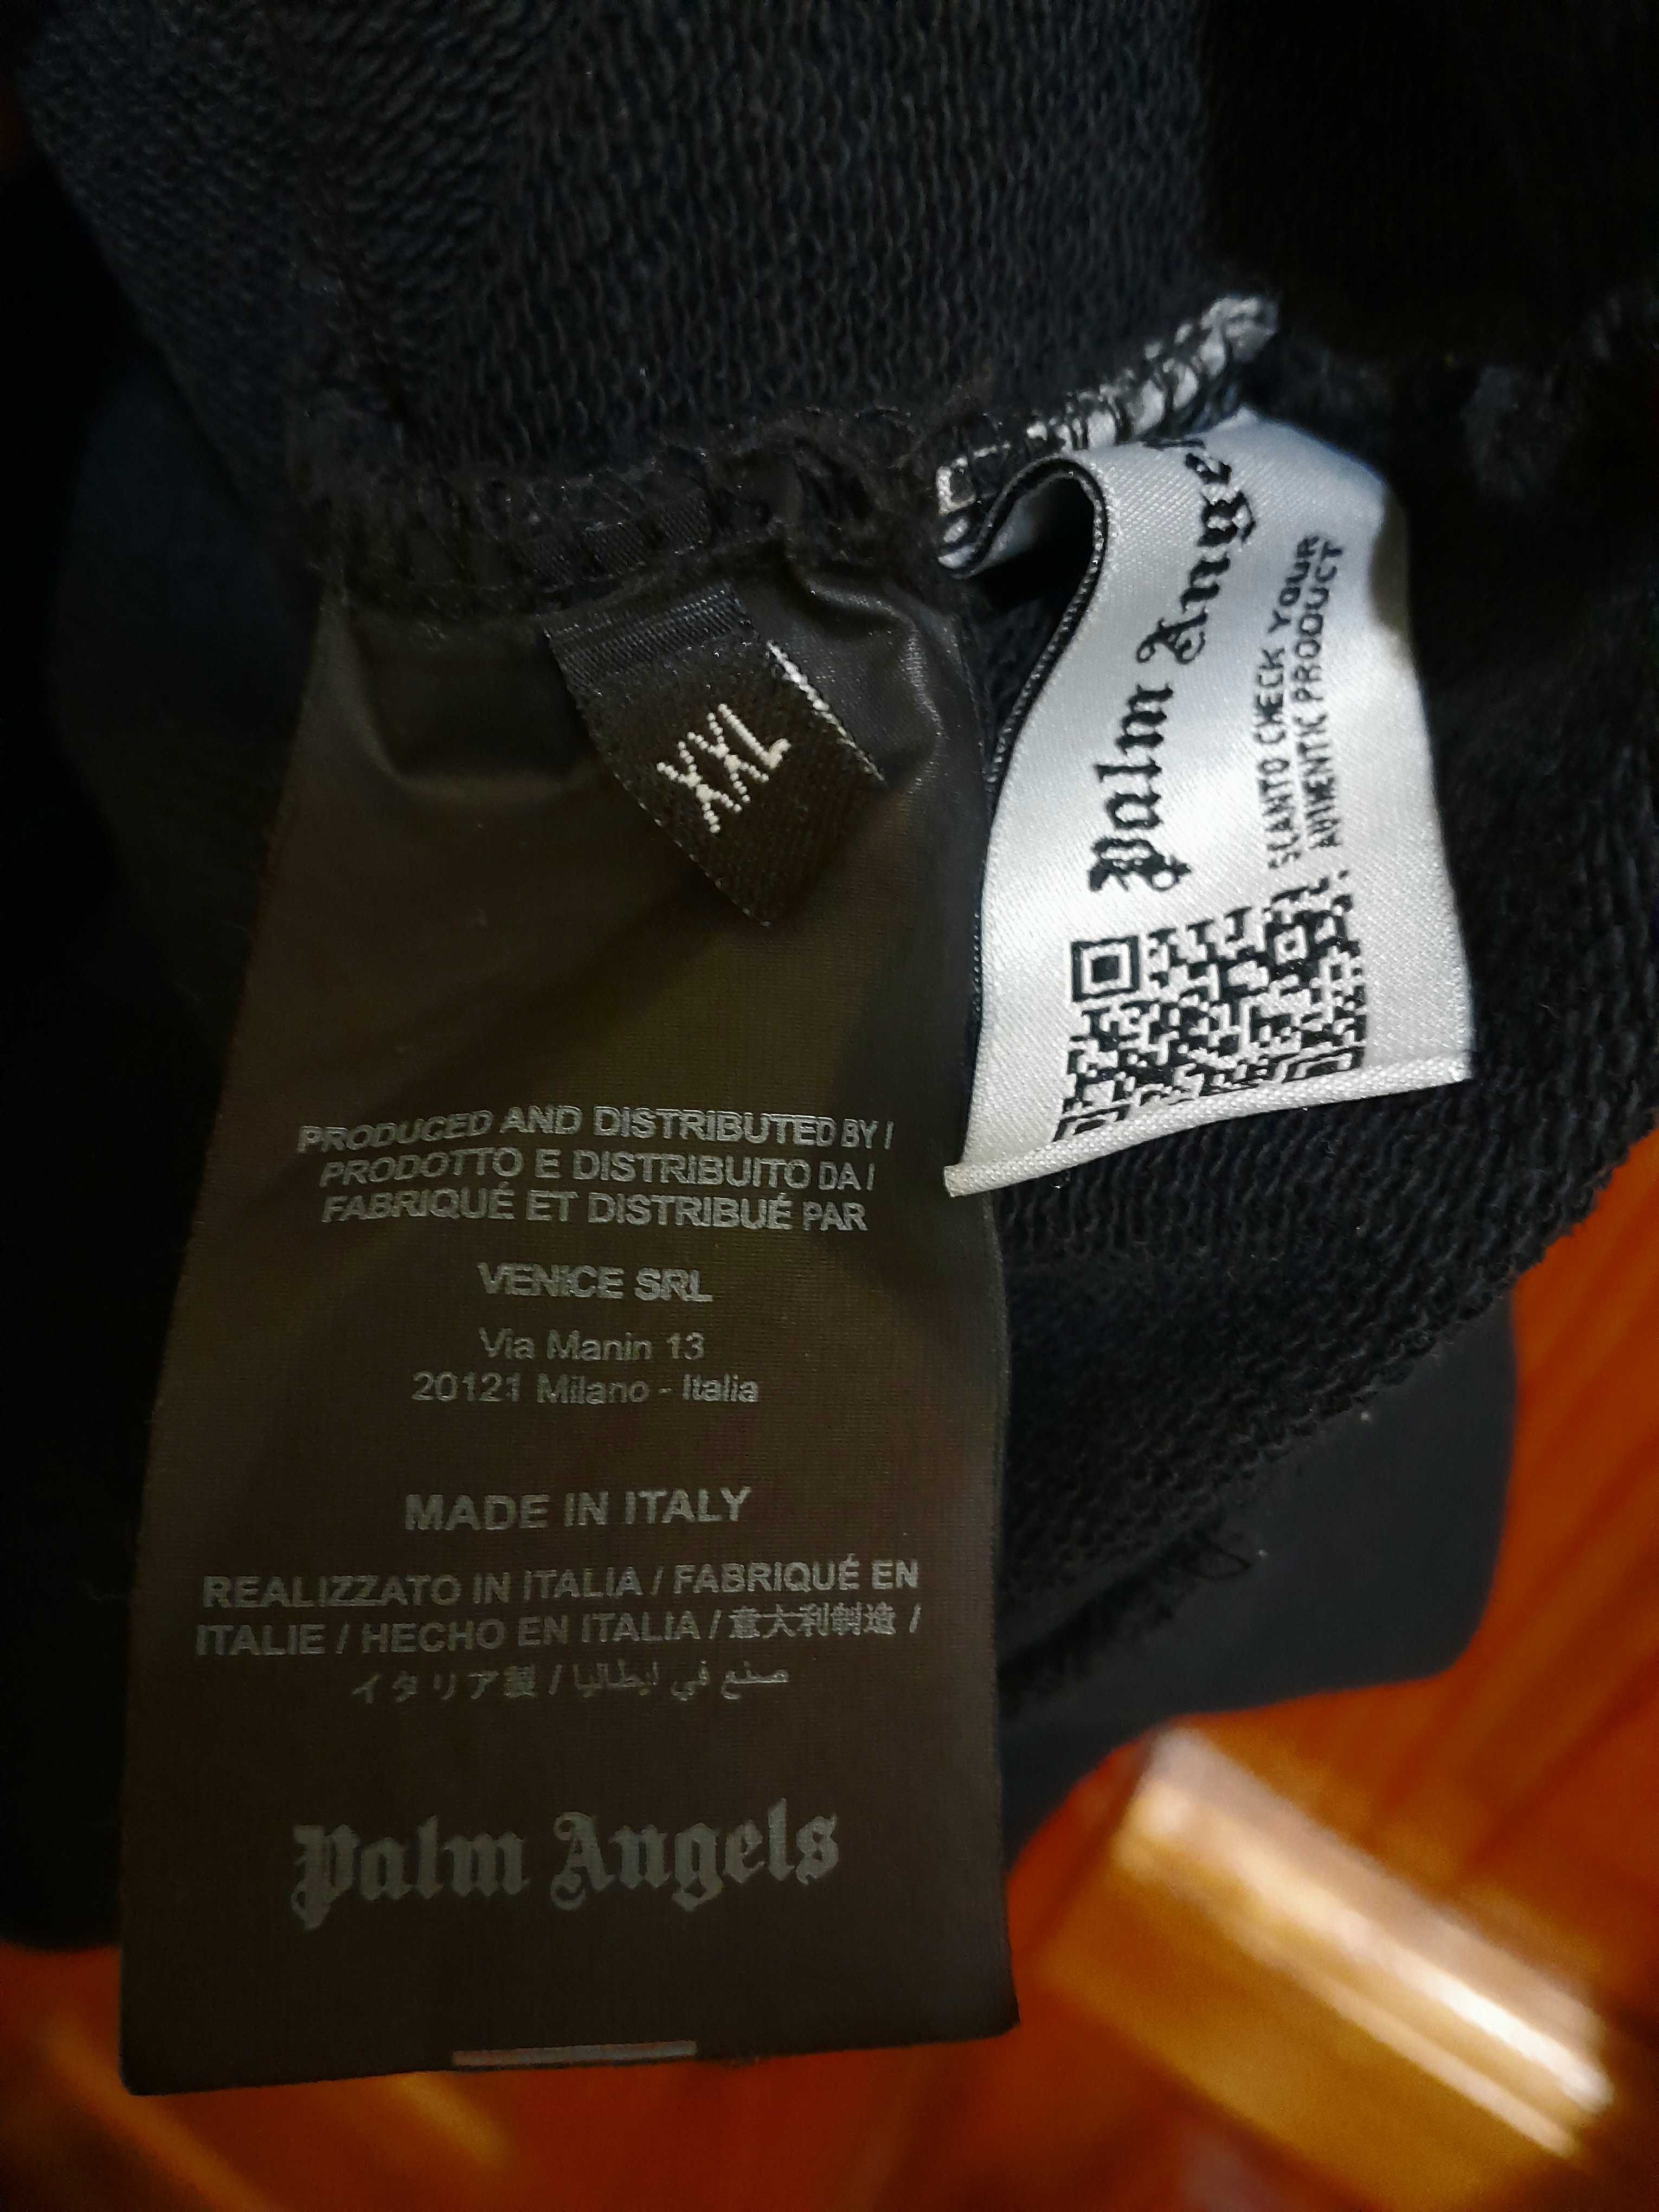 XXL
Palm Angels
SCAN TO CHECK YOUR
AUTHENTIC PRODUCT
PRODUCED AND DISTRIBUTED BY /
PRODOTTO E DISTRIBUITO DA /
FABRIQUÉ ET DISTRIBUÉ PAR
VENICE SRL
Via Manin 13
20121 Milano - Italia
MADE IN ITALY
REALIZZATO IN ITALIA / FABRIQUÉ EN
ITALIE / HECHO EN ITALIA / 意大利制造 /
イタリア製 / صنع في ايطاليا
Palm Angels